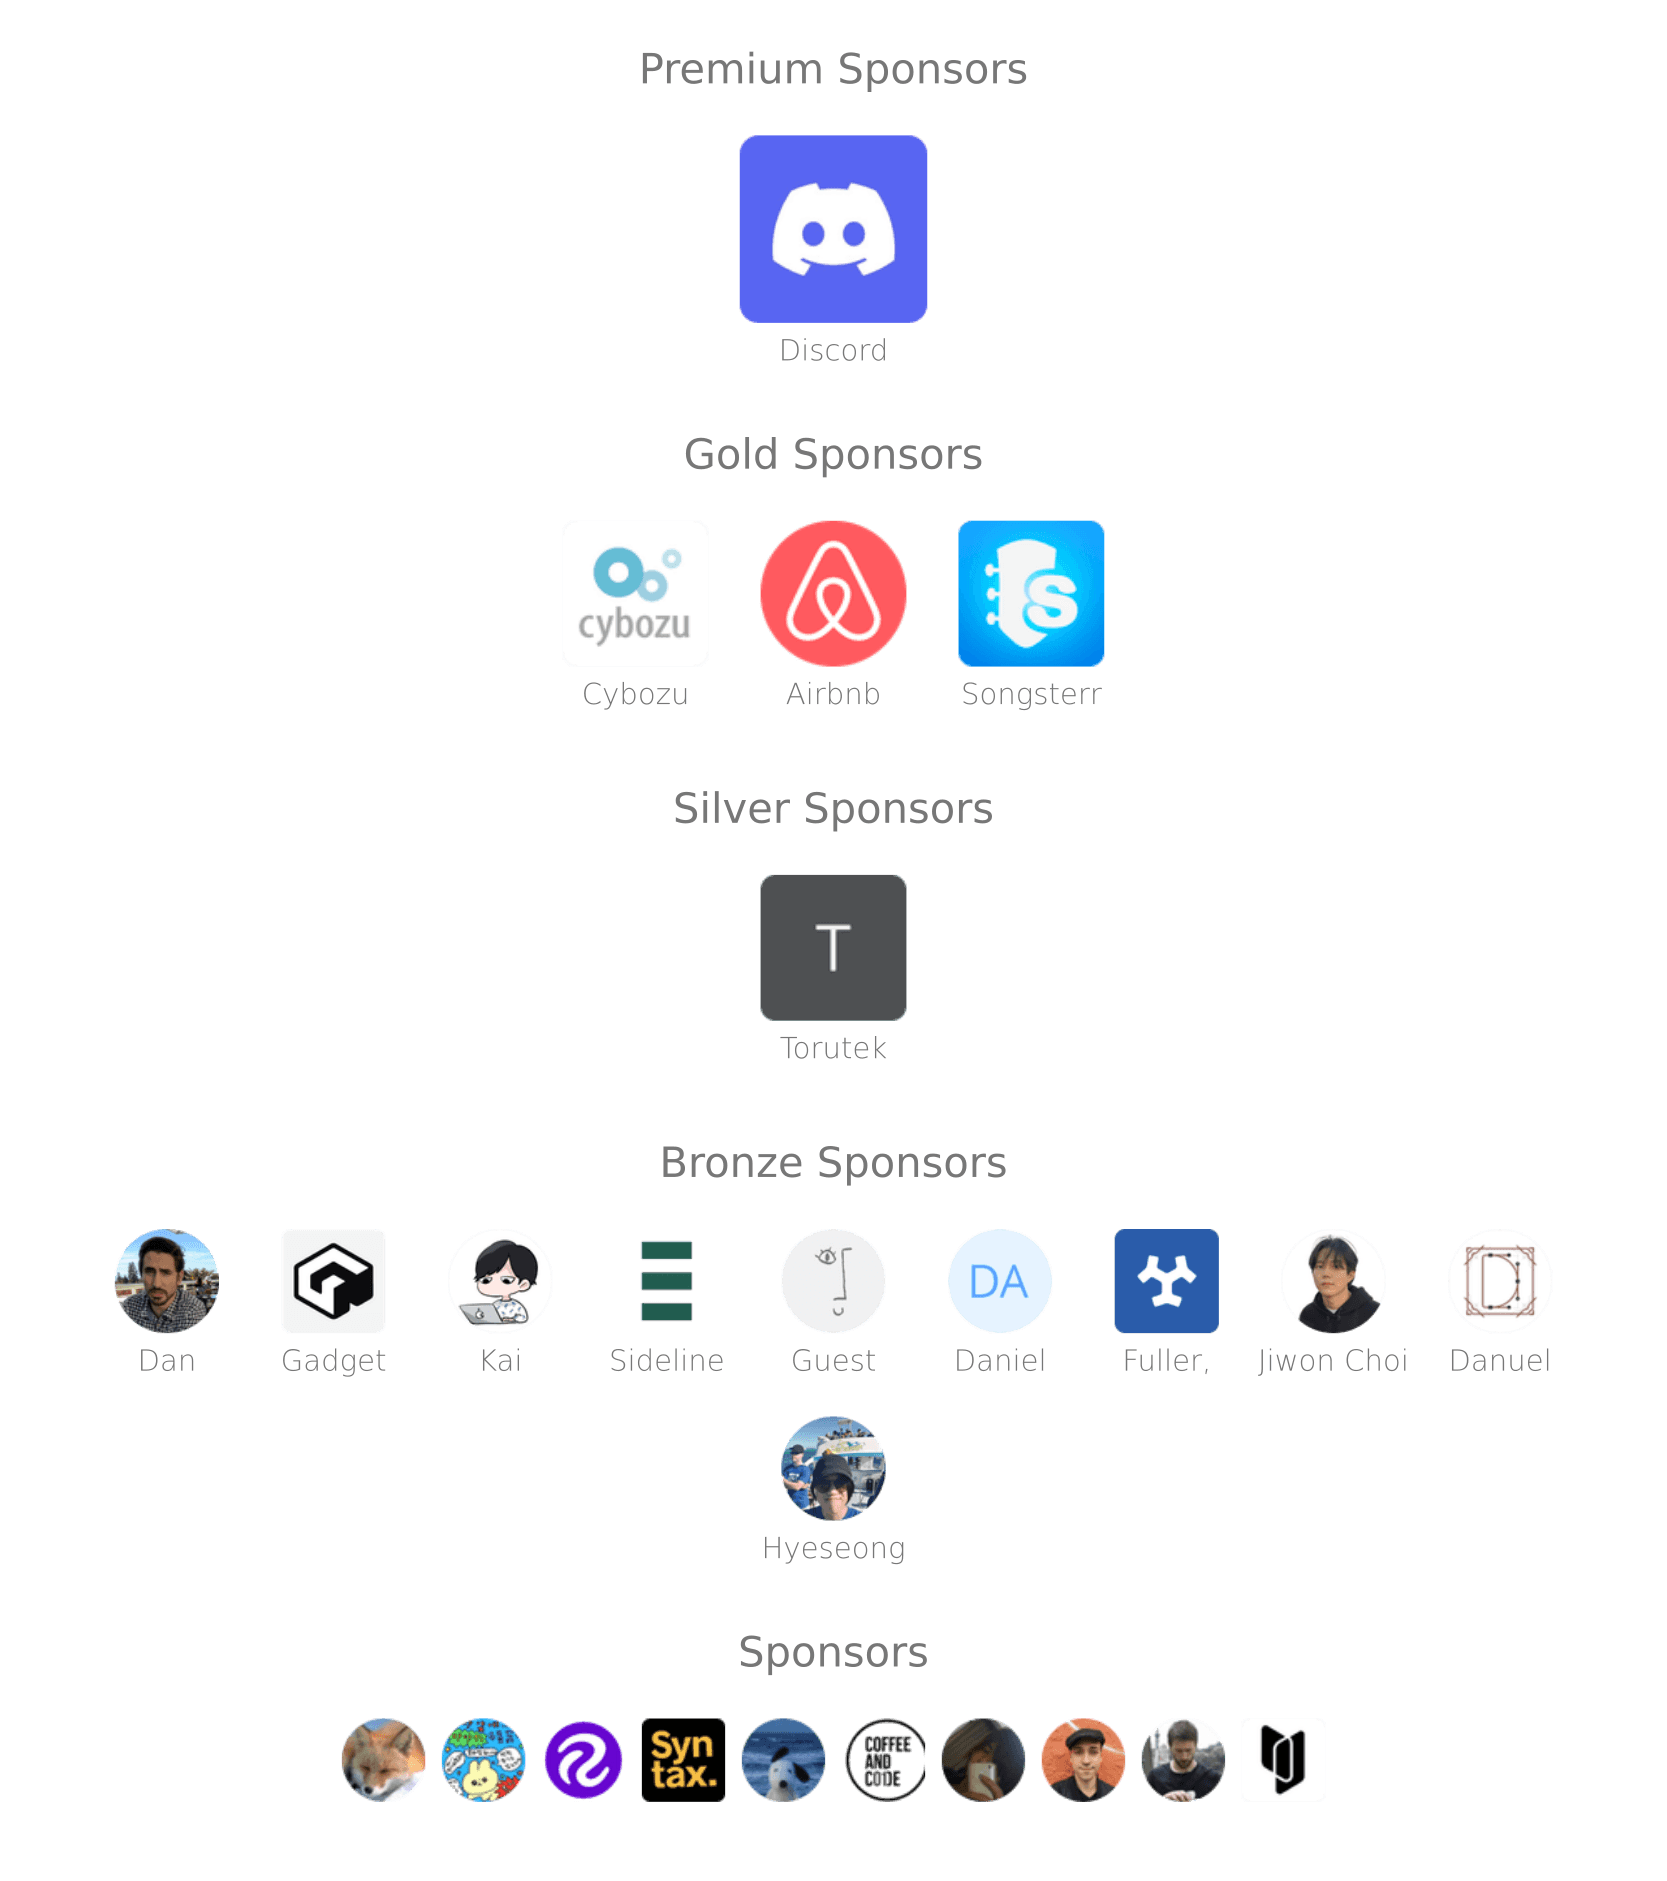 Premium Sponsors
Discord
Gold Sponsors
cybozu
S
Cybozu Airbnb Songsterr
Silver Sponsors
T
Torutek
Bronze Sponsors
DA
Dan Gadget Kai Sideline Guest Daniel Fuller, Jiwon Choi Danuel
Hyeseong
Sponsors
Syn
tax.
COFFEE
AND
CODE